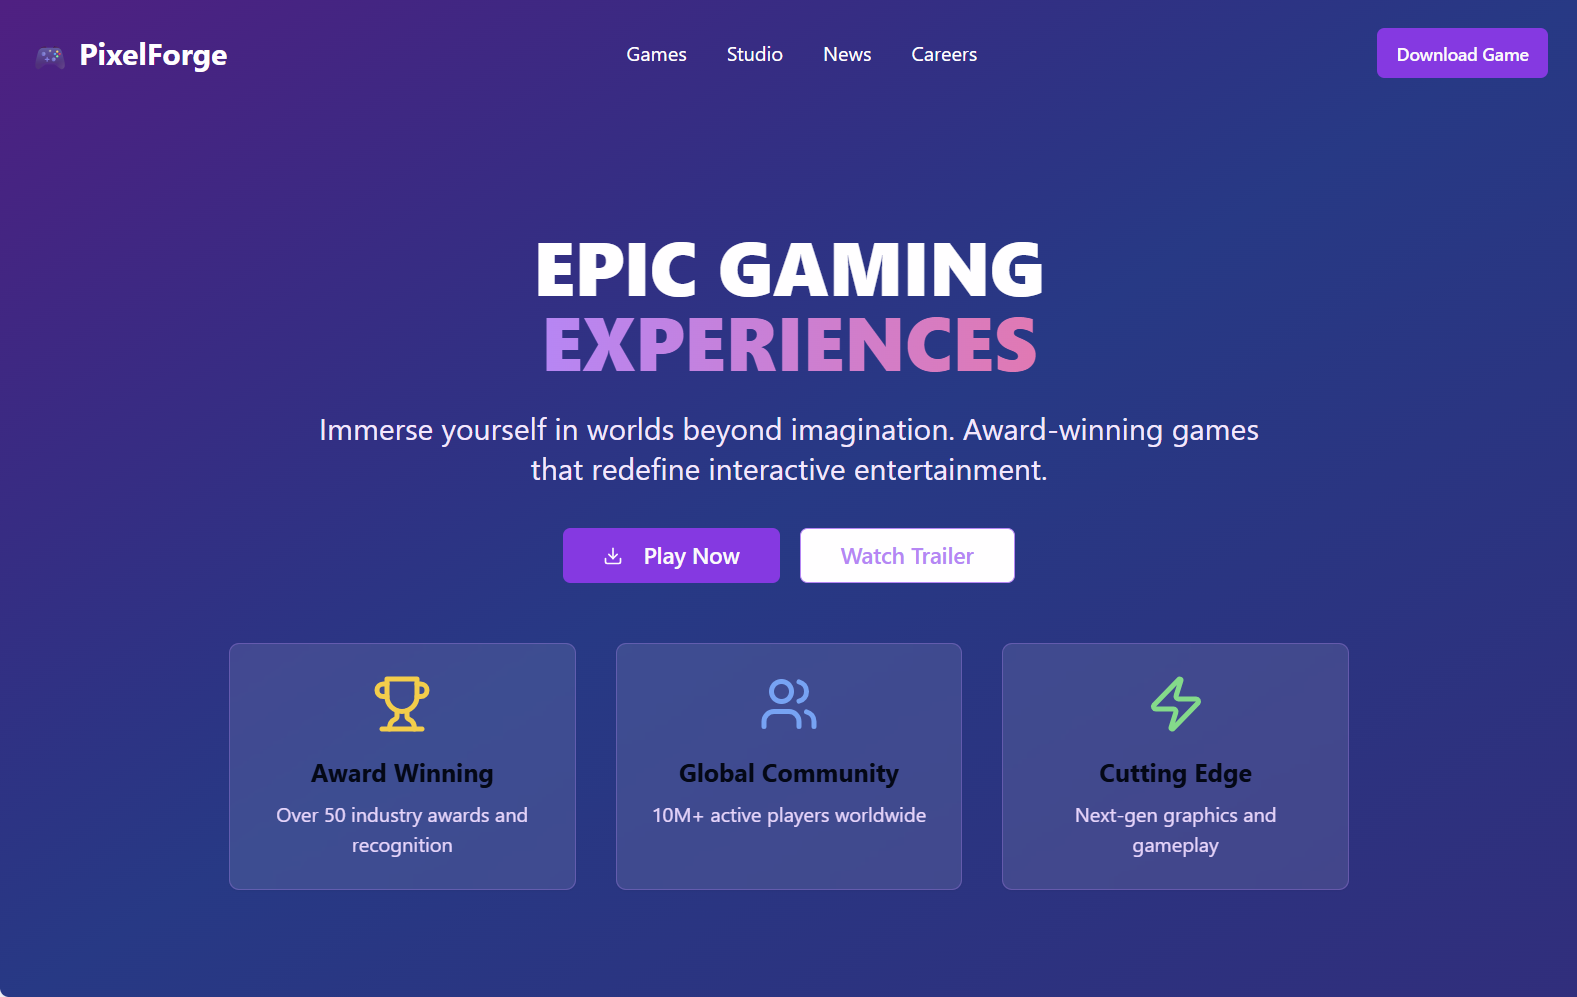 PixelForge
Games
Studio
News
Careers
Download Game
EPIC GAMING
EXPERIENCES
Immerse yourself in worlds beyond imagination. Award-winning games
that redefine interactive entertainment.
Play Now
Watch Trailer
Award Winning
Over 50 industry awards and
recognition
Global Community
10M+ active players worldwide
Cutting Edge
Next-gen graphics and
gameplay